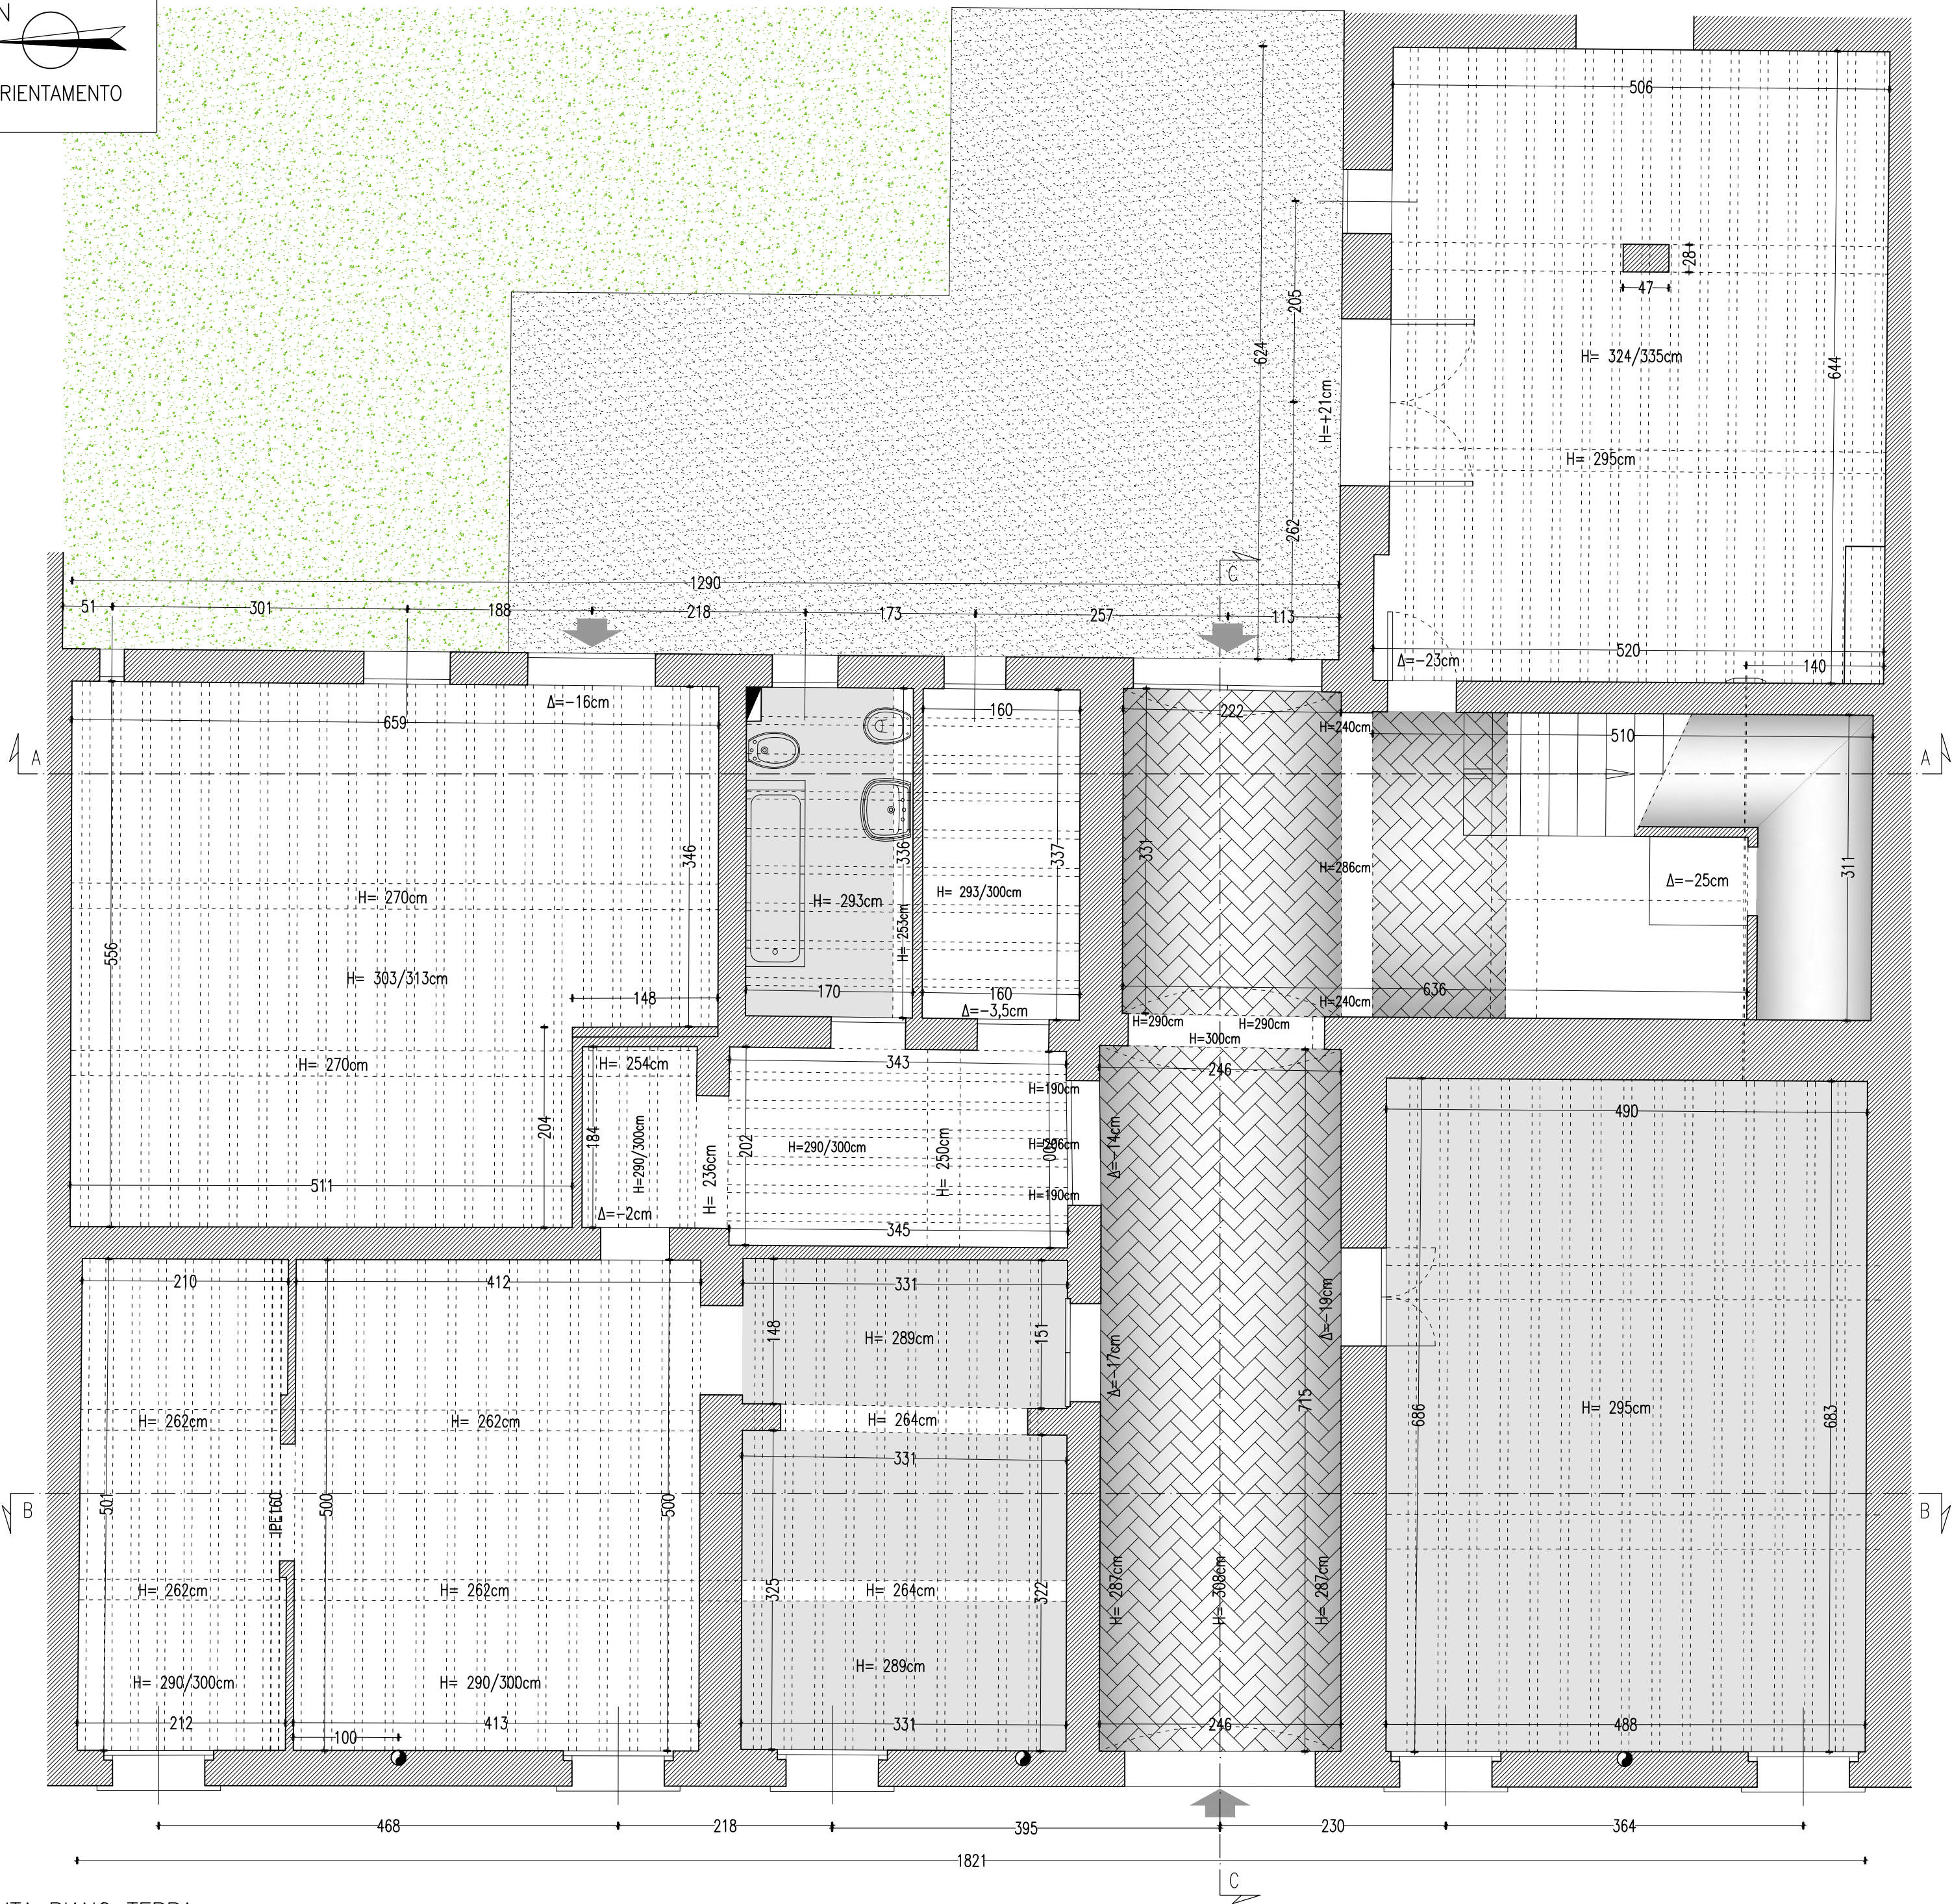 N
RIENTAMENTO
506
28
47
205
624
H= 324/335cm
644
H=+21cm
H= 295cm
262
C
1290
51
301
188
218
173
257
113
520
Δ=-23cm
140
Δ=-16cm
659
160
222
H=240cm
510
A
A
346
336
337
331
H=286cm
311
Δ=-25cm
H= 270cm
H= 293cm
H= 293/300cm
H= 253cm
556
H= 303/313cm
148
170
160
636
H=240cm
Δ=-3,5cm
H=290cm
H=290cm
H=300cm
H= 270cm
H= 254cm
343
246
H=190cm
490
204
184
H=290/300cm
H= 236cm
202
H=290/300cm
H= 250cm
Δ=-14cm
511
H=190cm
Δ=-2cm
345
210
412
331
148
H= 289cm
151
Δ=-17cm
Δ=-19cm
715
686
H= 295cm
683
H= 262cm
H= 262cm
H= 264cm
331
501
IPE160
500
500
B
B
H= 262cm
H= 262cm
325
H= 264cm
322
H= 287cm
H= 308cm
H= 287cm
H= 289cm
H= 290/300cm
H= 290/300cm
212
413
100
331
246
488
468
218
395
230
364
1821
C